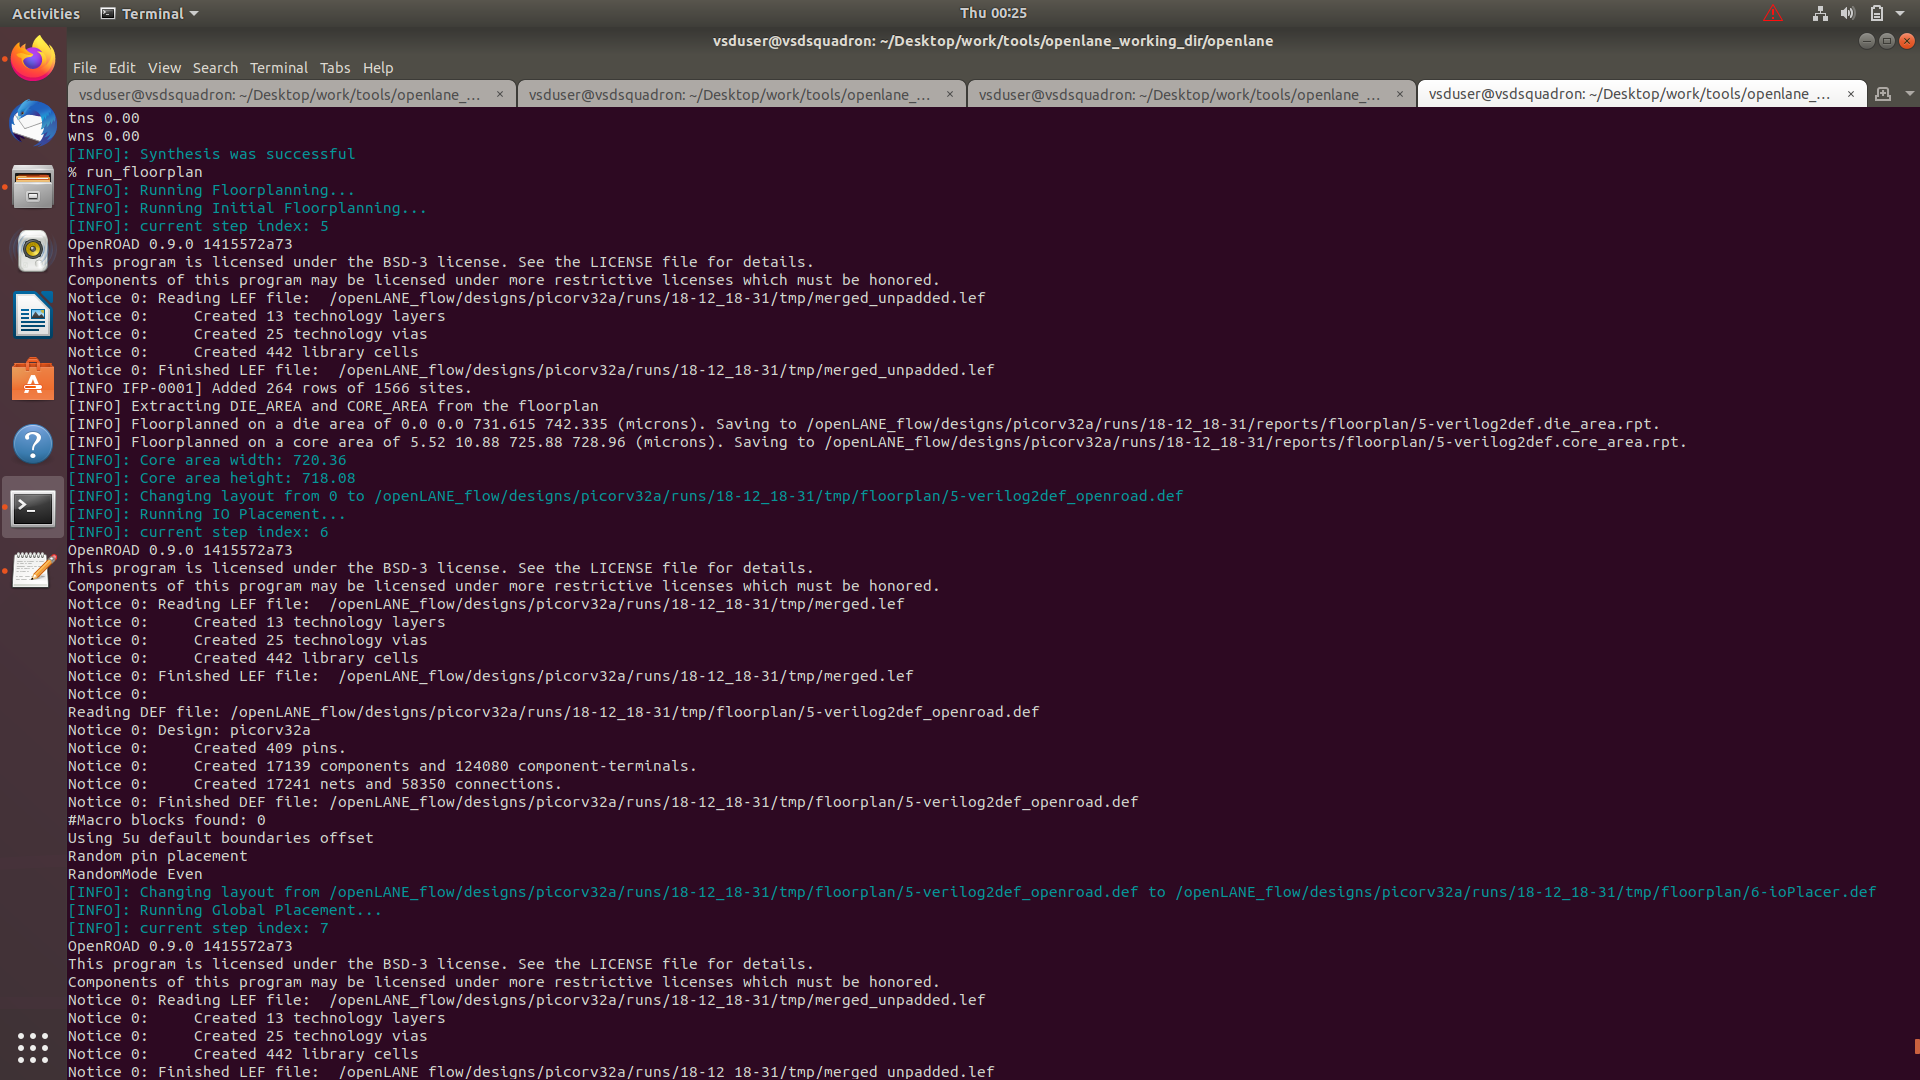 Activities
Terminal
Thu 00:25
vsduser@vsdsquadron: ~/Desktop/work/tools/openlane_working_dir/openlane
File Edit View Search Terminal Tabs Help
vsduser@vsdsquadron: ~/Desktop/work/tools/openlane_... × vsduser@vsdsquadron: ~/Desktop/work/tools/openlane_... × vsduser@vsdsquadron: ~/Desktop/work/tools/openlane_... × vsduser@vsdsquadron: ~/Desktop/work/tools/openlane_... ×
tns 0.00
wns 0.00
[INFO]: Synthesis was successful
% run_floorplan
[INFO]: Running Floorplanning...
[INFO]: Running Initial Floorplanning...
[INFO]: current step index: 5
OpenROAD 0.9.0 1415572a73
This program is licensed under the BSD-3 license. See the LICENSE file for details.
Components of this program may be licensed under more restrictive licenses which must be honored.
Notice 0: Reading LEF file:  /openLANE_flow/designs/picorv32a/runs/18-12_18-31/tmp/merged_unpadded.lef
Notice 0:     Created 13 technology layers
Notice 0:     Created 25 technology vias
Notice 0:     Created 442 library cells
Notice 0: Finished LEF file:  /openLANE_flow/designs/picorv32a/runs/18-12_18-31/tmp/merged_unpadded.lef
[INFO IFP-0001] Added 264 rows of 1566 sites.
[INFO] Extracting DIE_AREA and CORE_AREA from the floorplan
[INFO] Floorplanned on a die area of 0.0 0.0 731.615 742.335 (microns). Saving to /openLANE_flow/designs/picorv32a/runs/18-12_18-31/reports/floorplan/5-verilog2def.die_area.rpt.
[INFO] Floorplanned on a core area of 5.52 10.88 725.88 728.96 (microns). Saving to /openLANE_flow/designs/picorv32a/runs/18-12_18-31/reports/floorplan/5-verilog2def.core_area.rpt.
[INFO]: Core area width: 720.36
[INFO]: Core area height: 718.08
[INFO]: Changing layout from 0 to /openLANE_flow/designs/picorv32a/runs/18-12_18-31/tmp/floorplan/5-verilog2def_openroad.def
[INFO]: Running IO Placement...
[INFO]: current step index: 6
OpenROAD 0.9.0 1415572a73
This program is licensed under the BSD-3 license. See the LICENSE file for details.
Components of this program may be licensed under more restrictive licenses which must be honored.
Notice 0: Reading LEF file:  /openLANE_flow/designs/picorv32a/runs/18-12_18-31/tmp/merged.lef
Notice 0:     Created 13 technology layers
Notice 0:     Created 25 technology vias
Notice 0:     Created 442 library cells
Notice 0: Finished LEF file:  /openLANE_flow/designs/picorv32a/runs/18-12_18-31/tmp/merged.lef
Notice 0:
Reading DEF file: /openLANE_flow/designs/picorv32a/runs/18-12_18-31/tmp/floorplan/5-verilog2def_openroad.def
Notice 0: Design: picorv32a
Notice 0:     Created 409 pins.
Notice 0:     Created 17139 components and 124080 component-terminals.
Notice 0:     Created 17241 nets and 58350 connections.
Notice 0: Finished DEF file: /openLANE_flow/designs/picorv32a/runs/18-12_18-31/tmp/floorplan/5-verilog2def_openroad.def
#Macro blocks found: 0
Using 5u default boundaries offset
Random pin placement
RandomMode Even
[INFO]: Changing layout from /openLANE_flow/designs/picorv32a/runs/18-12_18-31/tmp/floorplan/5-verilog2def_openroad.def to /openLANE_flow/designs/picorv32a/runs/18-12_18-31/tmp/floorplan/6-ioPlacer.def
[INFO]: Running Global Placement...
[INFO]: current step index: 7
OpenROAD 0.9.0 1415572a73
This program is licensed under the BSD-3 license. See the LICENSE file for details.
Components of this program may be licensed under more restrictive licenses which must be honored.
Notice 0: Reading LEF file:  /openLANE_flow/designs/picorv32a/runs/18-12_18-31/tmp/merged_unpadded.lef
Notice 0:     Created 13 technology layers
Notice 0:     Created 25 technology vias
Notice 0:     Created 442 library cells
Notice 0: Finished LEF file:  /openLANE_flow/designs/picorv32a/runs/18-12_18-31/tmp/merged_unpadded.lef